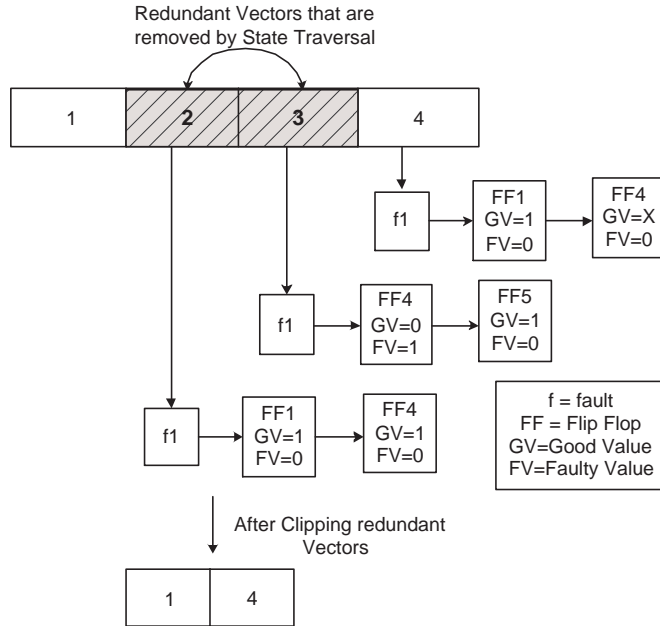 Redundant Vectors that are
removed by State Traversal
1
2
3
4
f1
FF1
GV=1
FV=0
FF4
GV=X
FV=0
f1
FF4
GV=0
FV=1
FF5
GV=1
FV=0
f1
FF1
GV=1
FV=0
FF4
GV=1
FV=0
f = fault
FF = Flip Flop
GV=Good Value
FV=Faulty Value
After Clipping redundant
Vectors
1
4